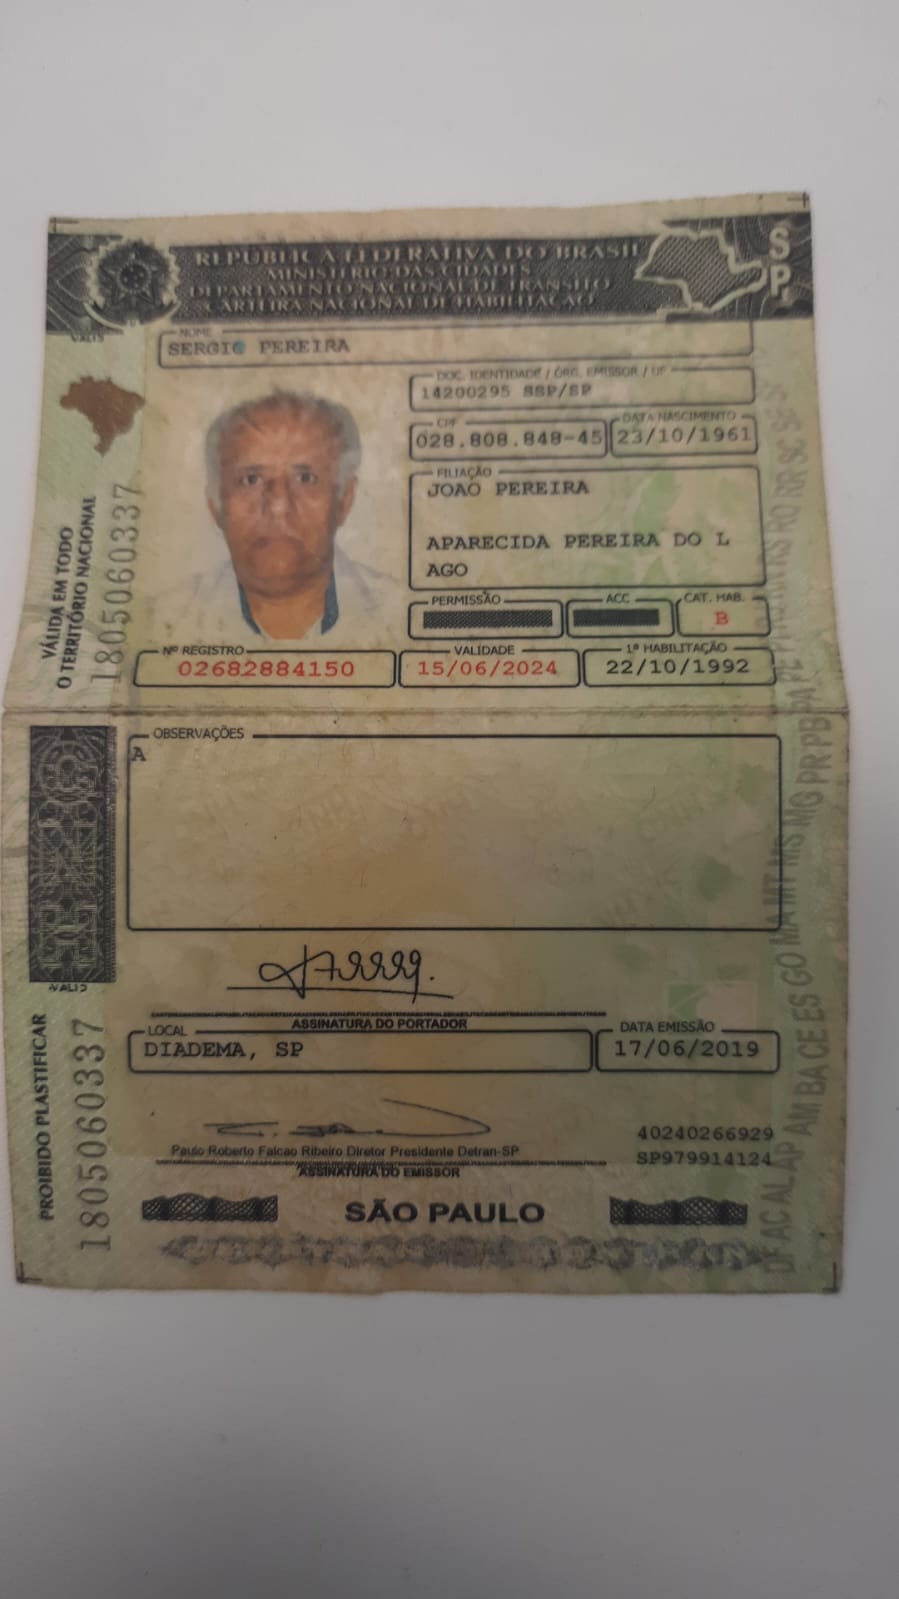 REPÚBLICA FEDERATIVA DO BRASIL
MINISTÉRIO DAS CIDADES
DEPARTAMENTO NACIONAL DE TRÂNSITO
CARTEIRA NACIONAL DE HABILITAÇÃO
SP
VALID
NOME
SERGIO PEREIRA
DOC. IDENTIDADE / ÓRG. EMISSOR / UF
14200295 SSP/SP
CPF
028.808.848-45
DATA NASCIMENTO
23/10/1961
FILIAÇÃO
JOAO PEREIRA
APARECIDA PEREIRA DO L
AGO
PERMISSÃO
ACC
CAT. HAB.
B
Nº REGISTRO
02682884150
VALIDADE
15/06/2024
1ª HABILITAÇÃO
22/10/1992
VÁLIDA EM TODO
O TERRITÓRIO NACIONAL
1805060337
OBSERVAÇÕES
A
VALID
ASSINATURA DO PORTADOR
LOCAL
DIADEMA, SP
DATA EMISSÃO
17/06/2019
40240266929
SP979914124
Paulo Roberto Falcao Ribeiro Diretor Presidente Detran-SP
ASSINATURA DO EMISSOR
SÃO PAULO
PROIBIDO PLASTIFICAR
1805060337
DF AC AL AP AM BA CE ES GO MA MT MS MG PR PB PA PE PI RJ RN RS RO RR SC SE S